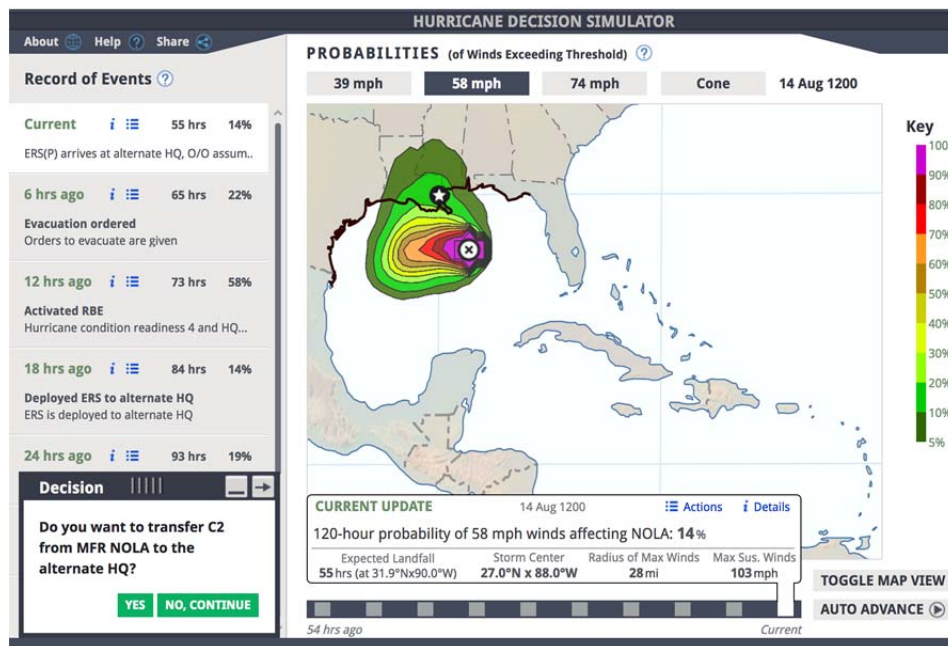 HURRICANE DECISION SIMULATOR
About Help ? Share
Record of Events ?
Current i 55 hrs 14%
ERS(P) arrives at alternate HQ, O/O assum..
6 hrs ago i 65 hrs 22%
Evacuation ordered
Orders to evacuate are given
12 hrs ago i 73 hrs 58%
Activated RBE
Hurricane condition readiness 4 and HQ...
18 hrs ago i 84 hrs 14%
Deployed ERS to alternate HQ
ERS is deployed to alternate HQ
24 hrs ago i 93 hrs 19%
Decision
Do you want to transfer C2
from MFR NOLA to the
alternate HQ?
YES NO, CONTINUE
PROBABILITIES (of Winds Exceeding Threshold) ?
39 mph 58 mph 74 mph Cone 14 Aug 1200
Key
100
90%
80%
70%
60%
50%
40%
30%
20%
10%
5%
CURRENT UPDATE 14 Aug 1200 Actions i Details
120-hour probability of 58 mph winds affecting NOLA: 14%
Expected Landfall Storm Center Radius of Max Winds Max Sus. Winds
55 hrs (at 31.9°Nx90.0°W) 27.0°N x 88.0°W 28 mi 103 mph
54 hrs ago Current
TOGGLE MAP VIEW
AUTO ADVANCE